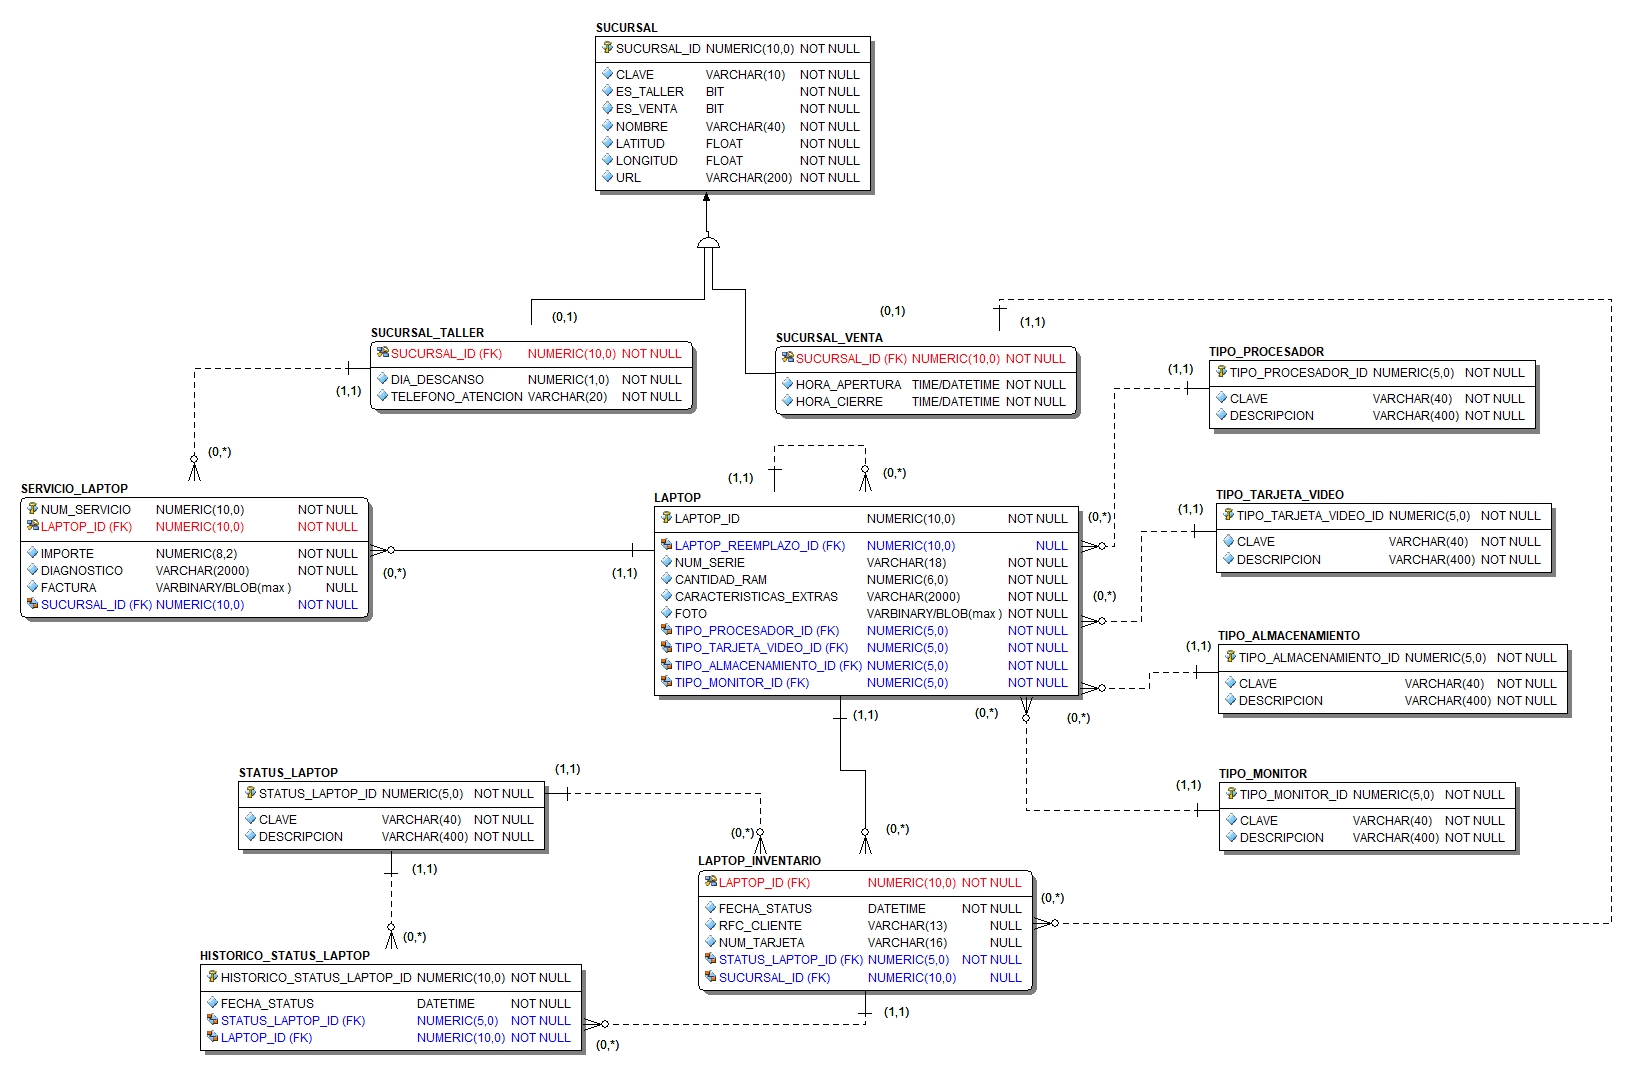 SUCURSAL
SUCURSAL_ID NUMERIC(10,0) NOT NULL
CLAVE VARCHAR(10) NOT NULL
ES_TALLER BIT NOT NULL
ES_VENTA BIT NOT NULL
NOMBRE VARCHAR(40) NOT NULL
LATITUD FLOAT NOT NULL
LONGITUD FLOAT NOT NULL
URL VARCHAR(200) NOT NULL
(0,1)
(0,1)
(1,1)
SUCURSAL_TALLER
SUCURSAL_ID (FK) NUMERIC(10,0) NOT NULL
DIA_DESCANSO NUMERIC(1,0) NOT NULL
TELEFONO_ATENCION VARCHAR(20) NOT NULL
(1,1)
(0,*)
SUCURSAL_VENTA
SUCURSAL_ID (FK) NUMERIC(10,0) NOT NULL
HORA_APERTURA TIME/DATETIME NOT NULL
HORA_CIERRE TIME/DATETIME NOT NULL
TIPO_PROCESADOR
TIPO_PROCESADOR_ID NUMERIC(5,0) NOT NULL
CLAVE VARCHAR(40) NOT NULL
DESCRIPCION VARCHAR(400) NOT NULL
(1,1)
(0,*)
SERVICIO_LAPTOP
NUM_SERVICIO NUMERIC(10,0) NOT NULL
LAPTOP_ID (FK) NUMERIC(10,0) NOT NULL
IMPORTE NUMERIC(8,2) NOT NULL
DIAGNOSTICO VARCHAR(2000) NOT NULL
FACTURA VARBINARY/BLOB(max ) NULL
SUCURSAL_ID (FK) NUMERIC(10,0) NOT NULL
(0,*)
(1,1)
(1,1)
(0,*)
LAPTOP
LAPTOP_ID NUMERIC(10,0) NOT NULL
LAPTOP_REEMPLAZO_ID (FK) NUMERIC(10,0) NULL
NUM_SERIE VARCHAR(18) NOT NULL
CANTIDAD_RAM NUMERIC(6,0) NOT NULL
CARACTERISTICAS_EXTRAS VARCHAR(2000) NOT NULL
FOTO VARBINARY/BLOB(max ) NOT NULL
TIPO_PROCESADOR_ID (FK) NUMERIC(5,0) NOT NULL
TIPO_TARJETA_VIDEO_ID (FK) NUMERIC(5,0) NOT NULL
TIPO_ALMACENAMIENTO_ID (FK) NUMERIC(5,0) NOT NULL
TIPO_MONITOR_ID (FK) NUMERIC(5,0) NOT NULL
TIPO_TARJETA_VIDEO
TIPO_TARJETA_VIDEO_ID NUMERIC(5,0) NOT NULL
CLAVE VARCHAR(40) NOT NULL
DESCRIPCION VARCHAR(400) NOT NULL
(1,1)
(0,*)
TIPO_ALMACENAMIENTO
TIPO_ALMACENAMIENTO_ID NUMERIC(5,0) NOT NULL
CLAVE VARCHAR(40) NOT NULL
DESCRIPCION VARCHAR(400) NOT NULL
(1,1)
(0,*)
(0,*)
(1,1)
TIPO_MONITOR
TIPO_MONITOR_ID NUMERIC(5,0) NOT NULL
CLAVE VARCHAR(40) NOT NULL
DESCRIPCION VARCHAR(400) NOT NULL
(1,1)
STATUS_LAPTOP
STATUS_LAPTOP_ID NUMERIC(5,0) NOT NULL
CLAVE VARCHAR(40) NOT NULL
DESCRIPCION VARCHAR(400) NOT NULL
(1,1)
(0,*)
(0,*)
(1,1)
(0,*)
LAPTOP_INVENTARIO
LAPTOP_ID (FK) NUMERIC(10,0) NOT NULL
FECHA_STATUS DATETIME NOT NULL
RFC_CLIENTE VARCHAR(13) NULL
NUM_TARJETA VARCHAR(16) NULL
STATUS_LAPTOP_ID (FK) NUMERIC(5,0) NOT NULL
SUCURSAL_ID (FK) NUMERIC(10,0) NULL
(0,*)
(1,1)
HISTORICO_STATUS_LAPTOP
HISTORICO_STATUS_LAPTOP_ID NUMERIC(10,0) NOT NULL
FECHA_STATUS DATETIME NOT NULL
STATUS_LAPTOP_ID (FK) NUMERIC(5,0) NOT NULL
LAPTOP_ID (FK) NUMERIC(10,0) NOT NULL
(0,*)